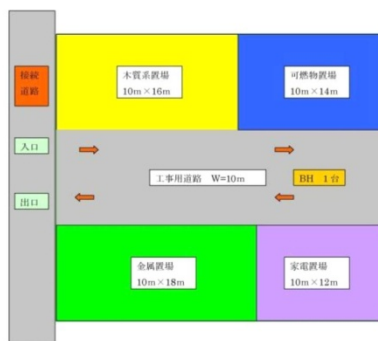 接続
道路
木質系置場
10m×16m
可燃物置場
10m×14m
入口
工事用道路　W=10m
BH　1台
出口
金属置場
10m×18m
家電置場
10m×12m